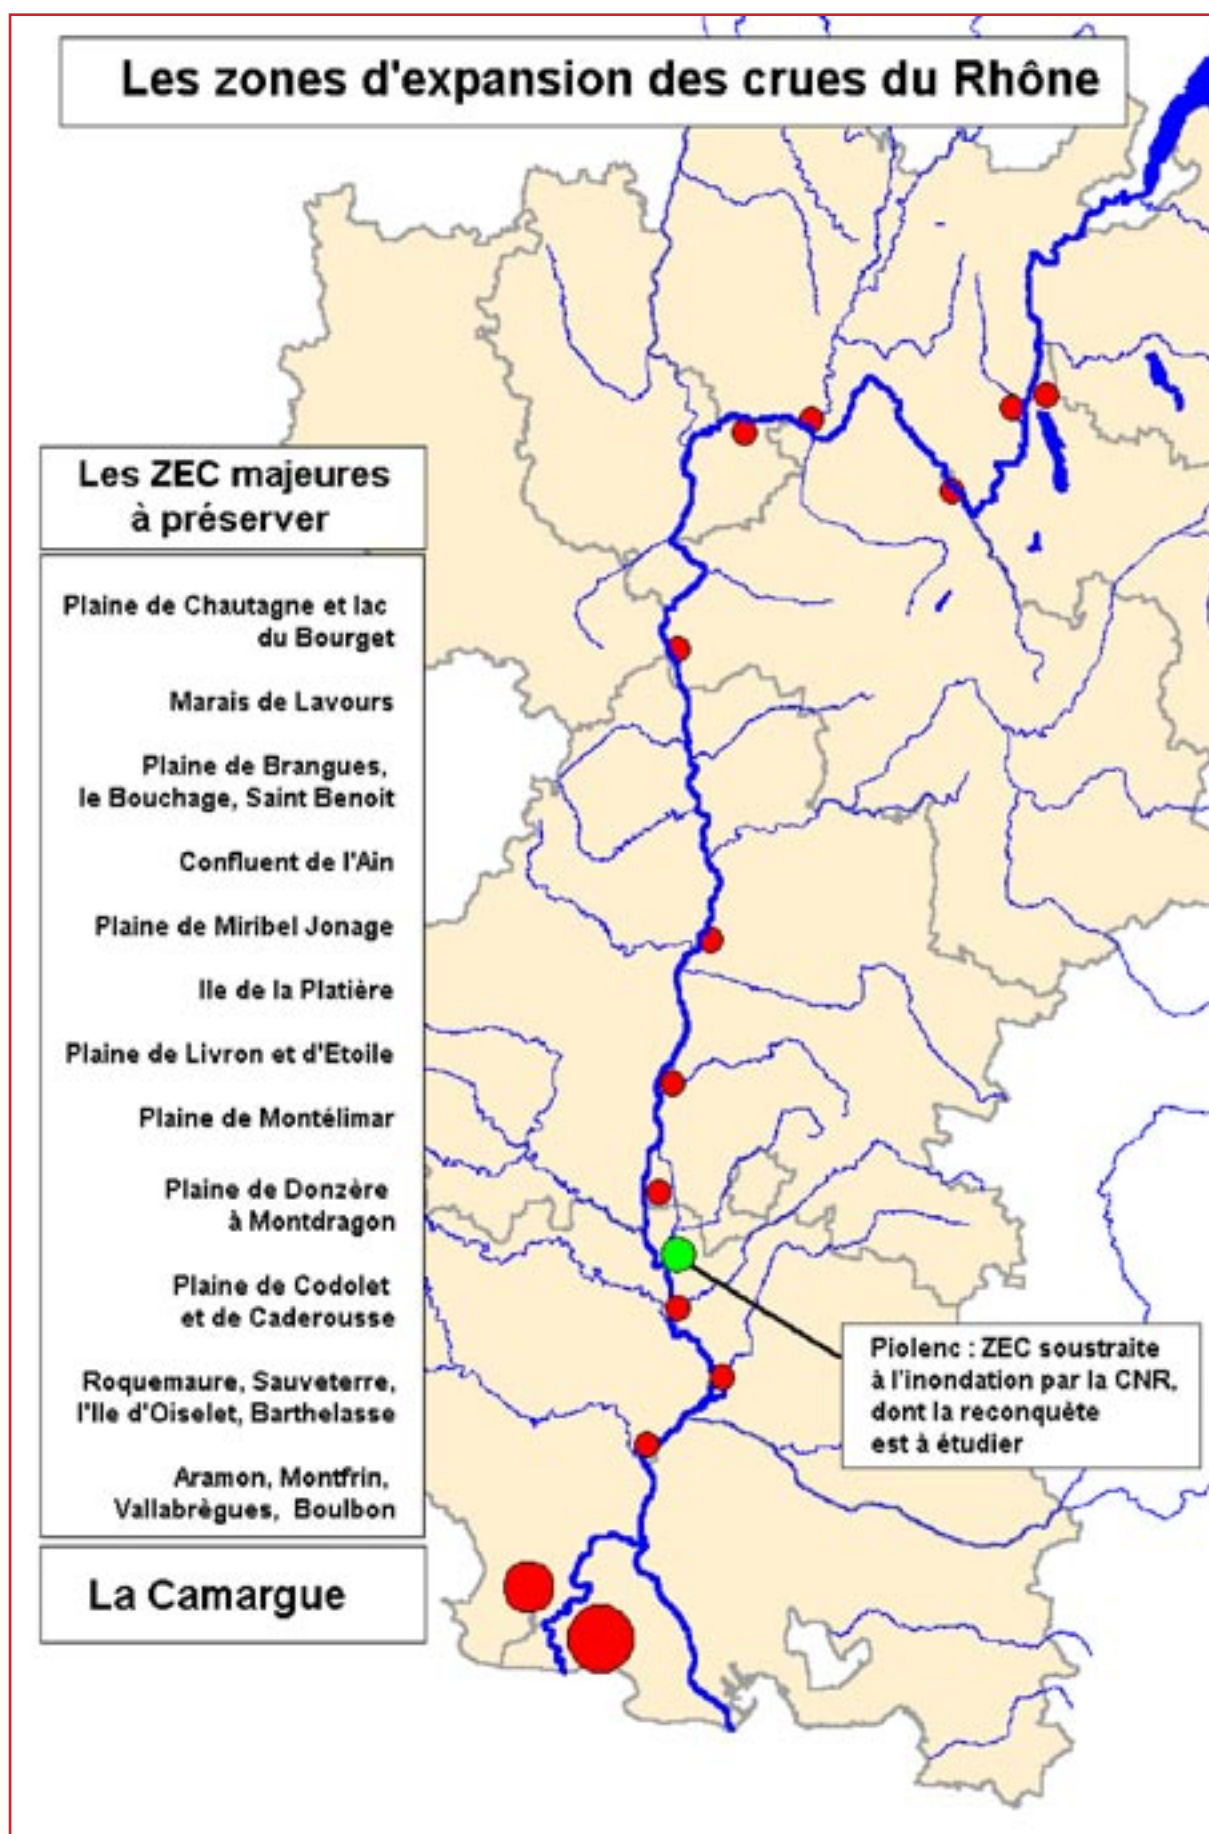 Les zones d'expansion des crues du Rhône
Les ZEC majeures
à préserver
Plaine de Chautagne et lac
du Bourget
Marais de Lavours
Plaine de Brangues,
le Bouchage, Saint Benoit
Confluent de l'Ain
Plaine de Miribel Jonage
Ile de la Platière
Plaine de Livron et d'Etoile
Plaine de Montélimar
Plaine de Donzère
à Montdragon
Plaine de Codolet
et de Caderousse
Roquemaure, Sauveterre,
l'Ile d'Oiselet, Barthelasse
Aramon, Montfrin,
Vallabrègues, Boulbon
La Camargue
Piolenc : ZEC soustraite
à l'inondation par la CNR,
dont la reconquête
est à étudier